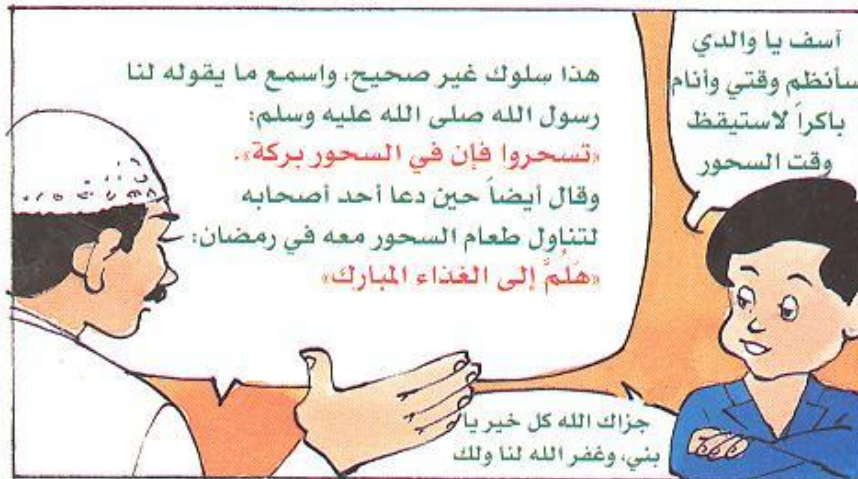 هذا سلوك غير صحيح، واسمع ما يقوله لنا
رسول الله صلى الله عليه وسلم:
«تسحروا فإن في السحور بركة».
وقال أيضاً حين دعا أحد أصحابه
لتناول طعام السحور معه في رمضان:
«هَلُمَّ إلى الغذاء المبارك»
آسف يا والدي
سأنظم وقتي وأنام
باكراً لاستيقظ
وقت السحور
جزاك الله كل خير يا
بني، وغفر الله لنا ولك